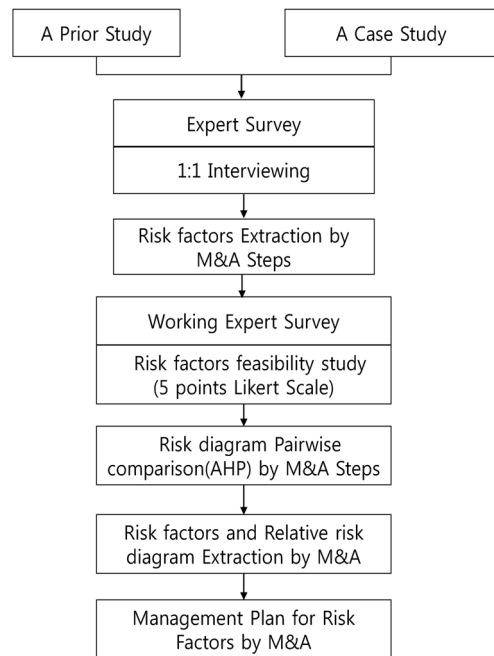 A Prior Study
A Case Study
Expert Survey
1:1 Interviewing
Risk factors Extraction by
M&A Steps
Working Expert Survey
Risk factors feasibility study
(5 points Likert Scale)
Risk diagram Pairwise
comparison(AHP) by M&A Steps
Risk factors and Relative risk
diagram Extraction by M&A
Management Plan for Risk
Factors by M&A